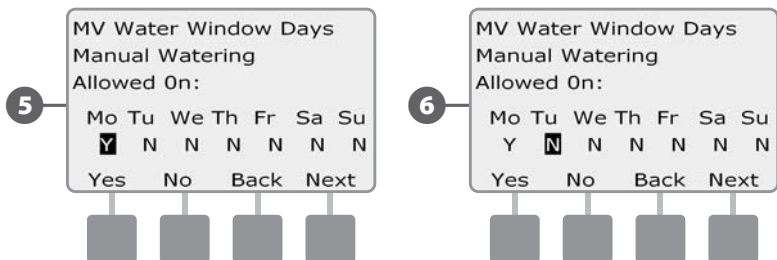 5
MV Water Window Days
Manual Watering
Allowed 0n:
Mo Tu We Th Fr Sa Su
Y N N N N N N
Yes No Back Next
6
MV Water Window Days
Manual Watering
Allowed 0n:
Mo Tu We Th Fr Sa Su
Y N N N N N N
Yes No Back Next